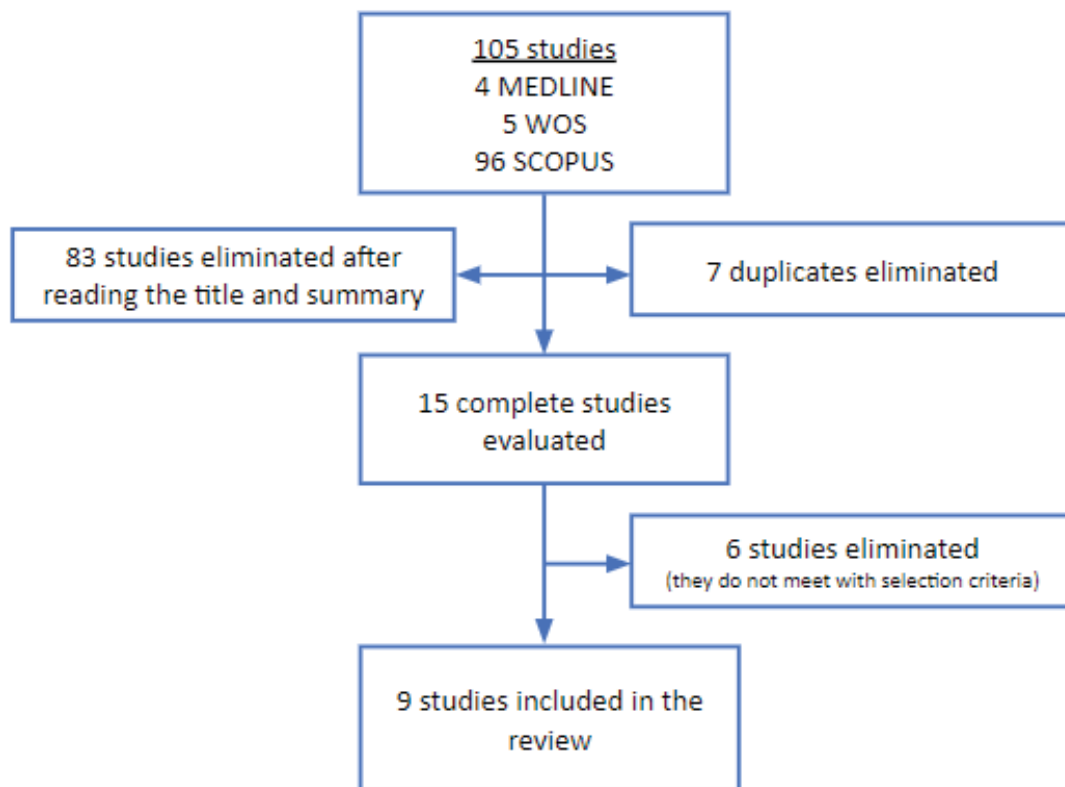 105 studies
4 MEDLINE
5 WOS
96 SCOPUS
83 studies eliminated after
reading the title and summary
7 duplicates eliminated
15 complete studies
evaluated
6 studies eliminated
(they do not meet with selection criteria)
9 studies included in the
review